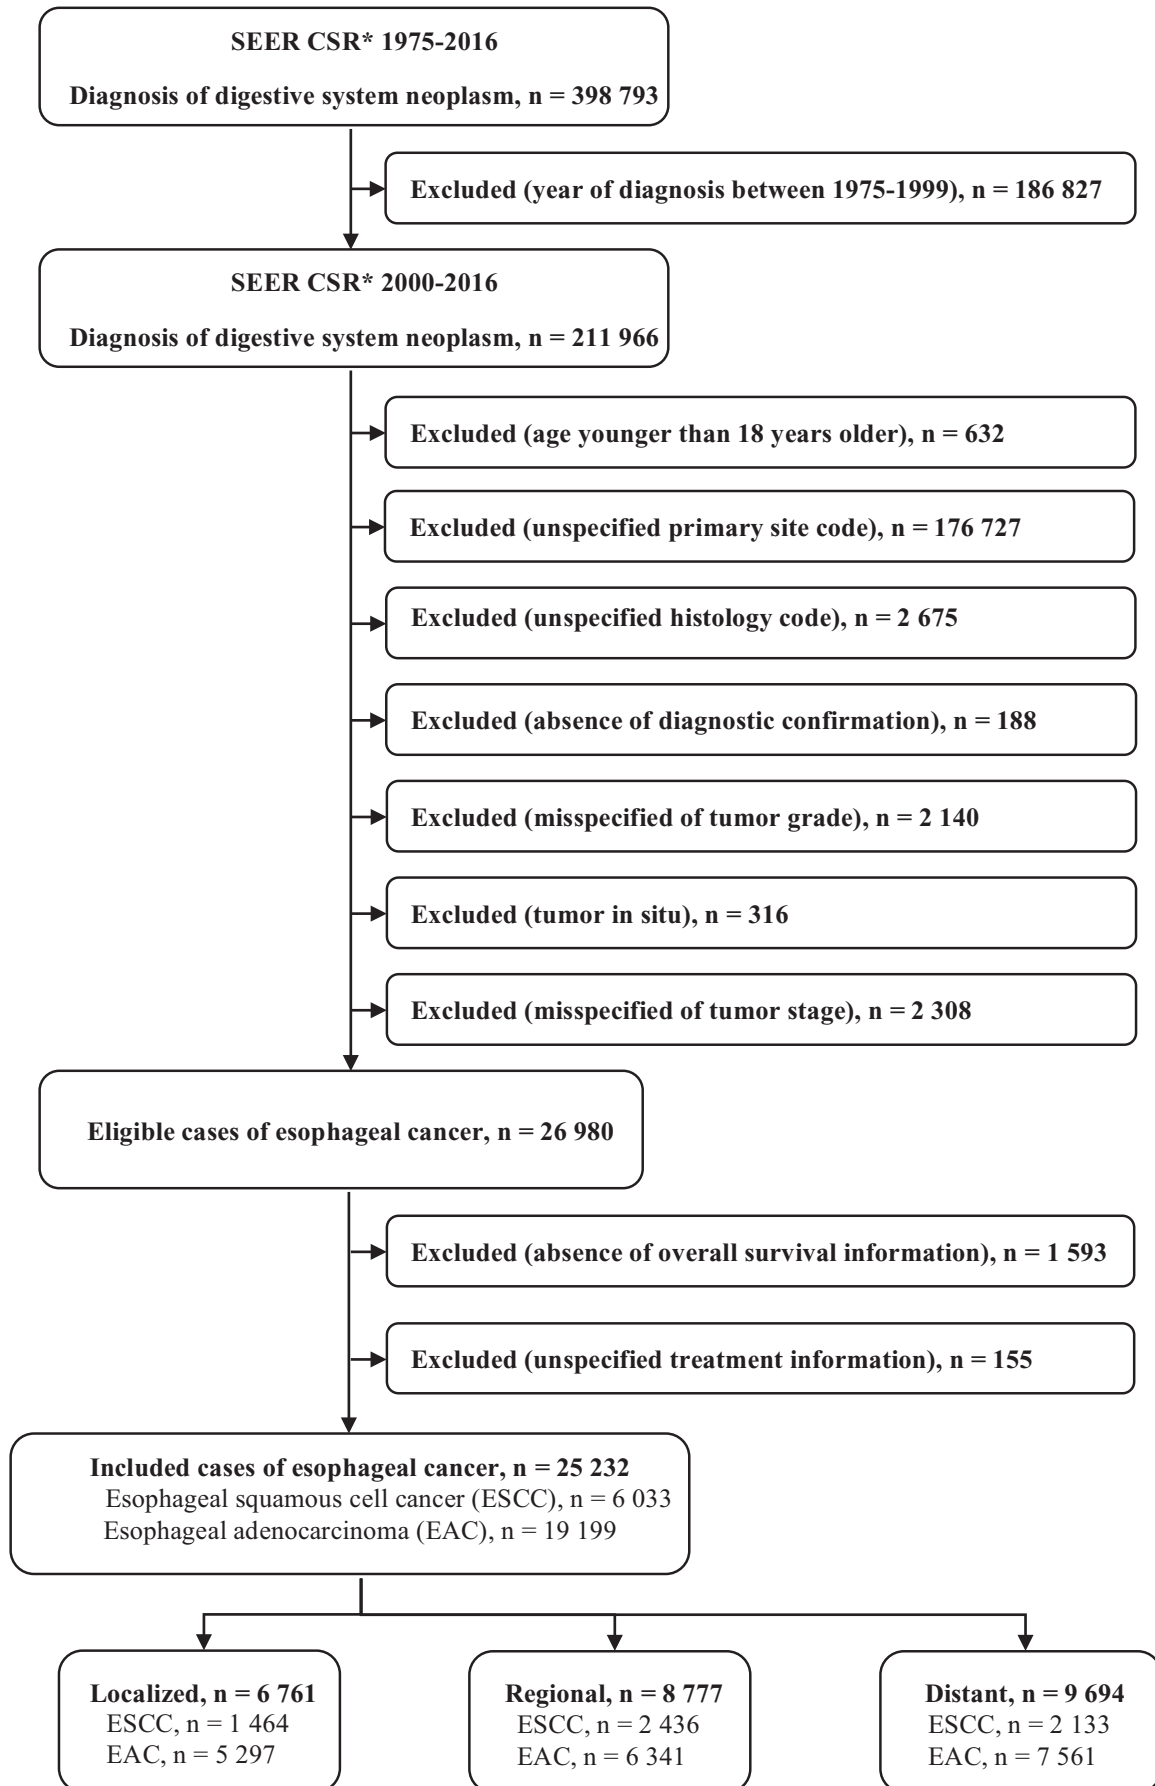 SEER CSR* 1975-2016
Diagnosis of digestive system neoplasm, n = 398 793
Excluded (year of diagnosis between 1975-1999), n = 186 827
SEER CSR* 2000-2016
Diagnosis of digestive system neoplasm, n = 211 966
Excluded (age younger than 18 years older), n = 632
Excluded (unspecified primary site code), n = 176 727
Excluded (unspecified histology code), n = 2 675
Excluded (absence of diagnostic confirmation), n = 188
Excluded (misspecified of tumor grade), n = 2 140
Excluded (tumor in situ), n = 316
Excluded (misspecified of tumor stage), n = 2 308
Eligible cases of esophageal cancer, n = 26 980
Excluded (absence of overall survival information), n = 1 593
Excluded (unspecified treatment information), n = 155
Included cases of esophageal cancer, n = 25 232
Esophageal squamous cell cancer (ESCC), n = 6 033
Esophageal adenocarcinoma (EAC), n = 19 199
Localized, n = 6 761
ESCC, n = 1 464
EAC, n = 5 297
Regional, n = 8 777
ESCC, n = 2 436
EAC, n = 6 341
Distant, n = 9 694
ESCC, n = 2 133
EAC, n = 7 561